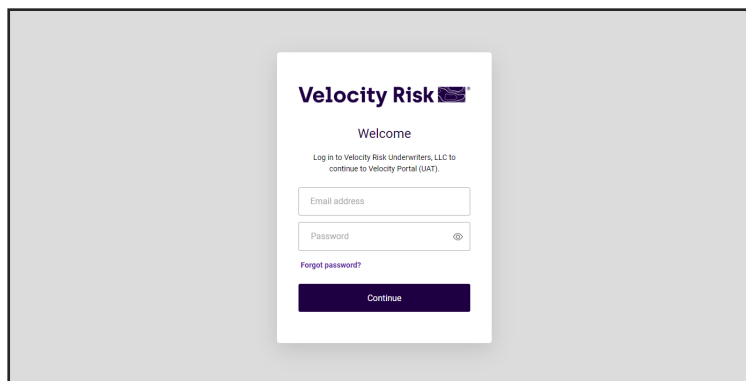 Velocity Risk ®
Welcome
Log in to Velocity Risk Underwriters, LLC to
continue to Velocity Portal (UAT).
Email address
Password
Forgot password?
Continue